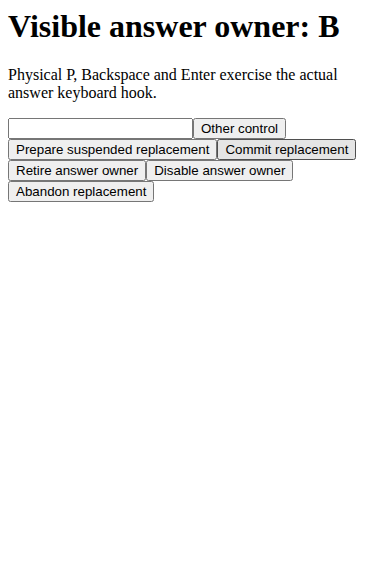 Visible answer owner: B
Physical P, Backspace and Enter exercise the actual
answer keyboard hook.
Other control
Prepare suspended replacement Commit replacement
Retire answer owner Disable answer owner
Abandon replacement